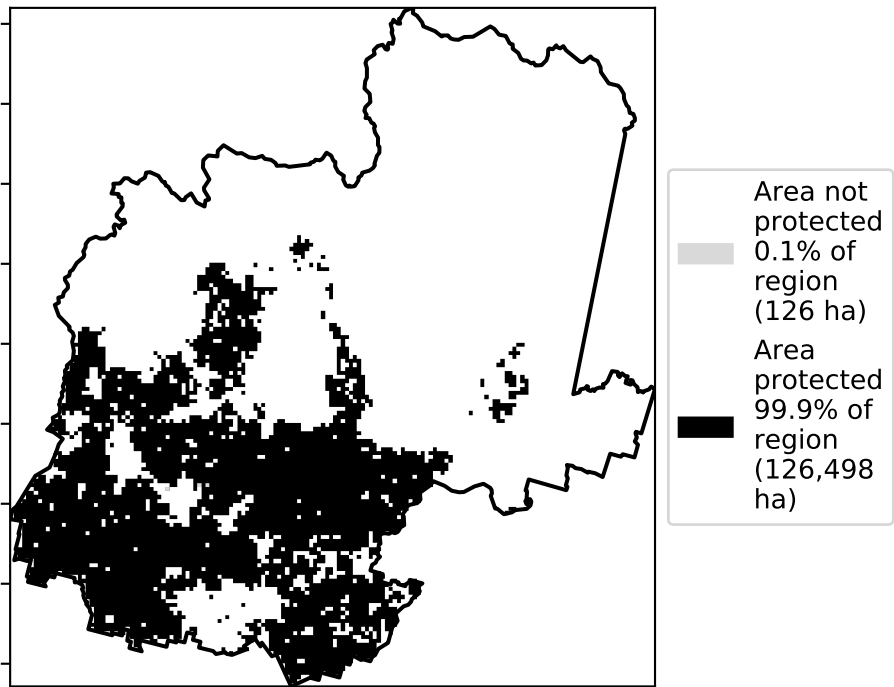 Area not
protected
0.1% of
region
(126 ha)
Area
protected
99.9% of
region
(126,498
ha)